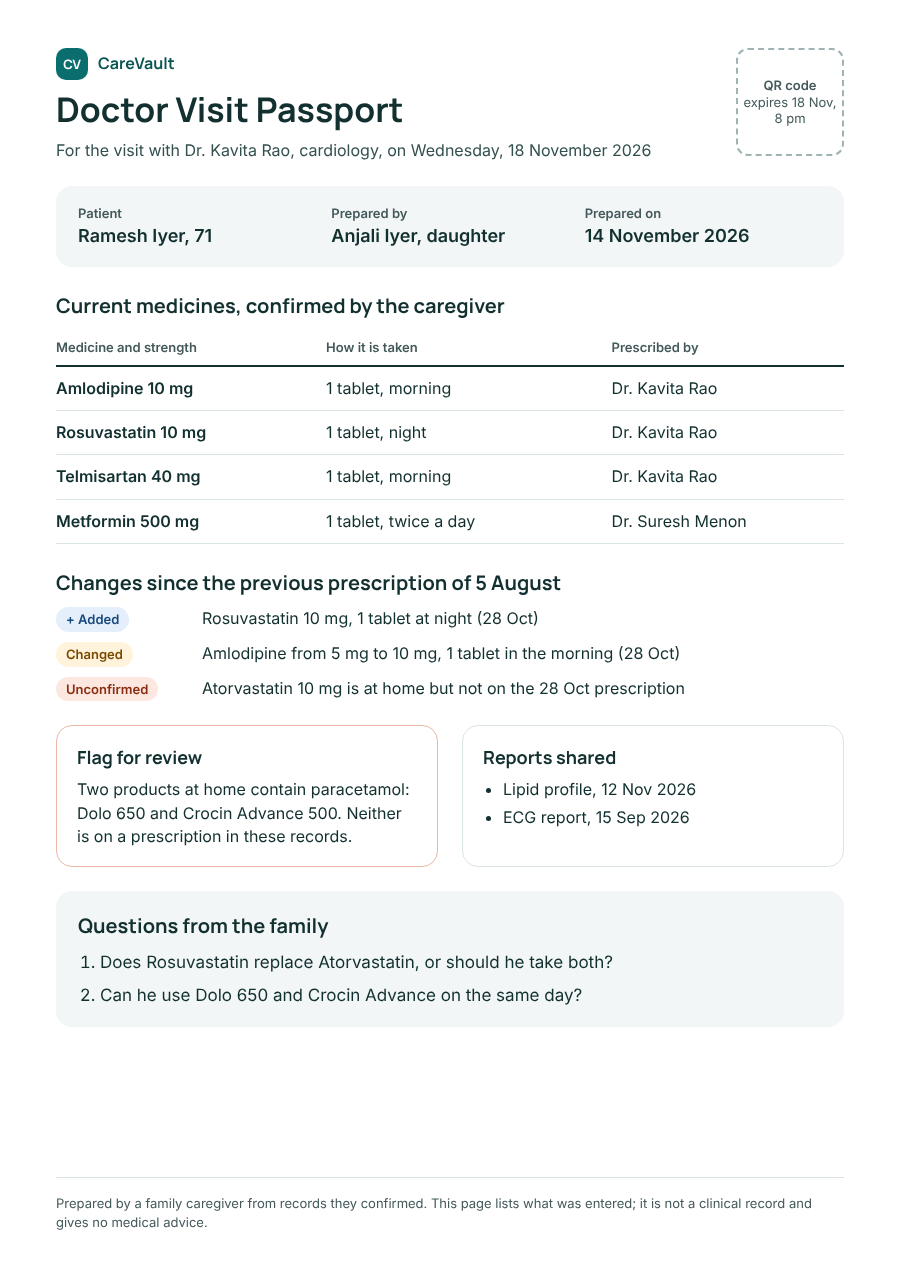 CV CareVault
Doctor Visit Passport
For the visit with Dr. Kavita Rao, cardiology, on Wednesday, 18 November 2026
QR code
expires 18 Nov,
8 pm
Patient Prepared by Prepared on
Ramesh Iyer, 71 Anjali Iyer, daughter 14 November 2026
Current medicines, confirmed by the caregiver
Medicine and strength How it is taken Prescribed by
Amlodipine 10 mg 1 tablet, morning Dr. Kavita Rao
Rosuvastatin 10 mg 1 tablet, night Dr. Kavita Rao
Telmisartan 40 mg 1 tablet, morning Dr. Kavita Rao
Metformin 500 mg 1 tablet, twice a day Dr. Suresh Menon
Changes since the previous prescription of 5 August
+ Added Rosuvastatin 10 mg, 1 tablet at night (28 Oct)
Changed Amlodipine from 5 mg to 10 mg, 1 tablet in the morning (28 Oct)
Unconfirmed Atorvastatin 10 mg is at home but not on the 28 Oct prescription
Flag for review
Two products at home contain paracetamol:
Dolo 650 and Crocin Advance 500. Neither
is on a prescription in these records.
Reports shared
• Lipid profile, 12 Nov 2026
• ECG report, 15 Sep 2026
Questions from the family
1. Does Rosuvastatin replace Atorvastatin, or should he take both?
2. Can he use Dolo 650 and Crocin Advance on the same day?
Prepared by a family caregiver from records they confirmed. This page lists what was entered; it is not a clinical record and
gives no medical advice.